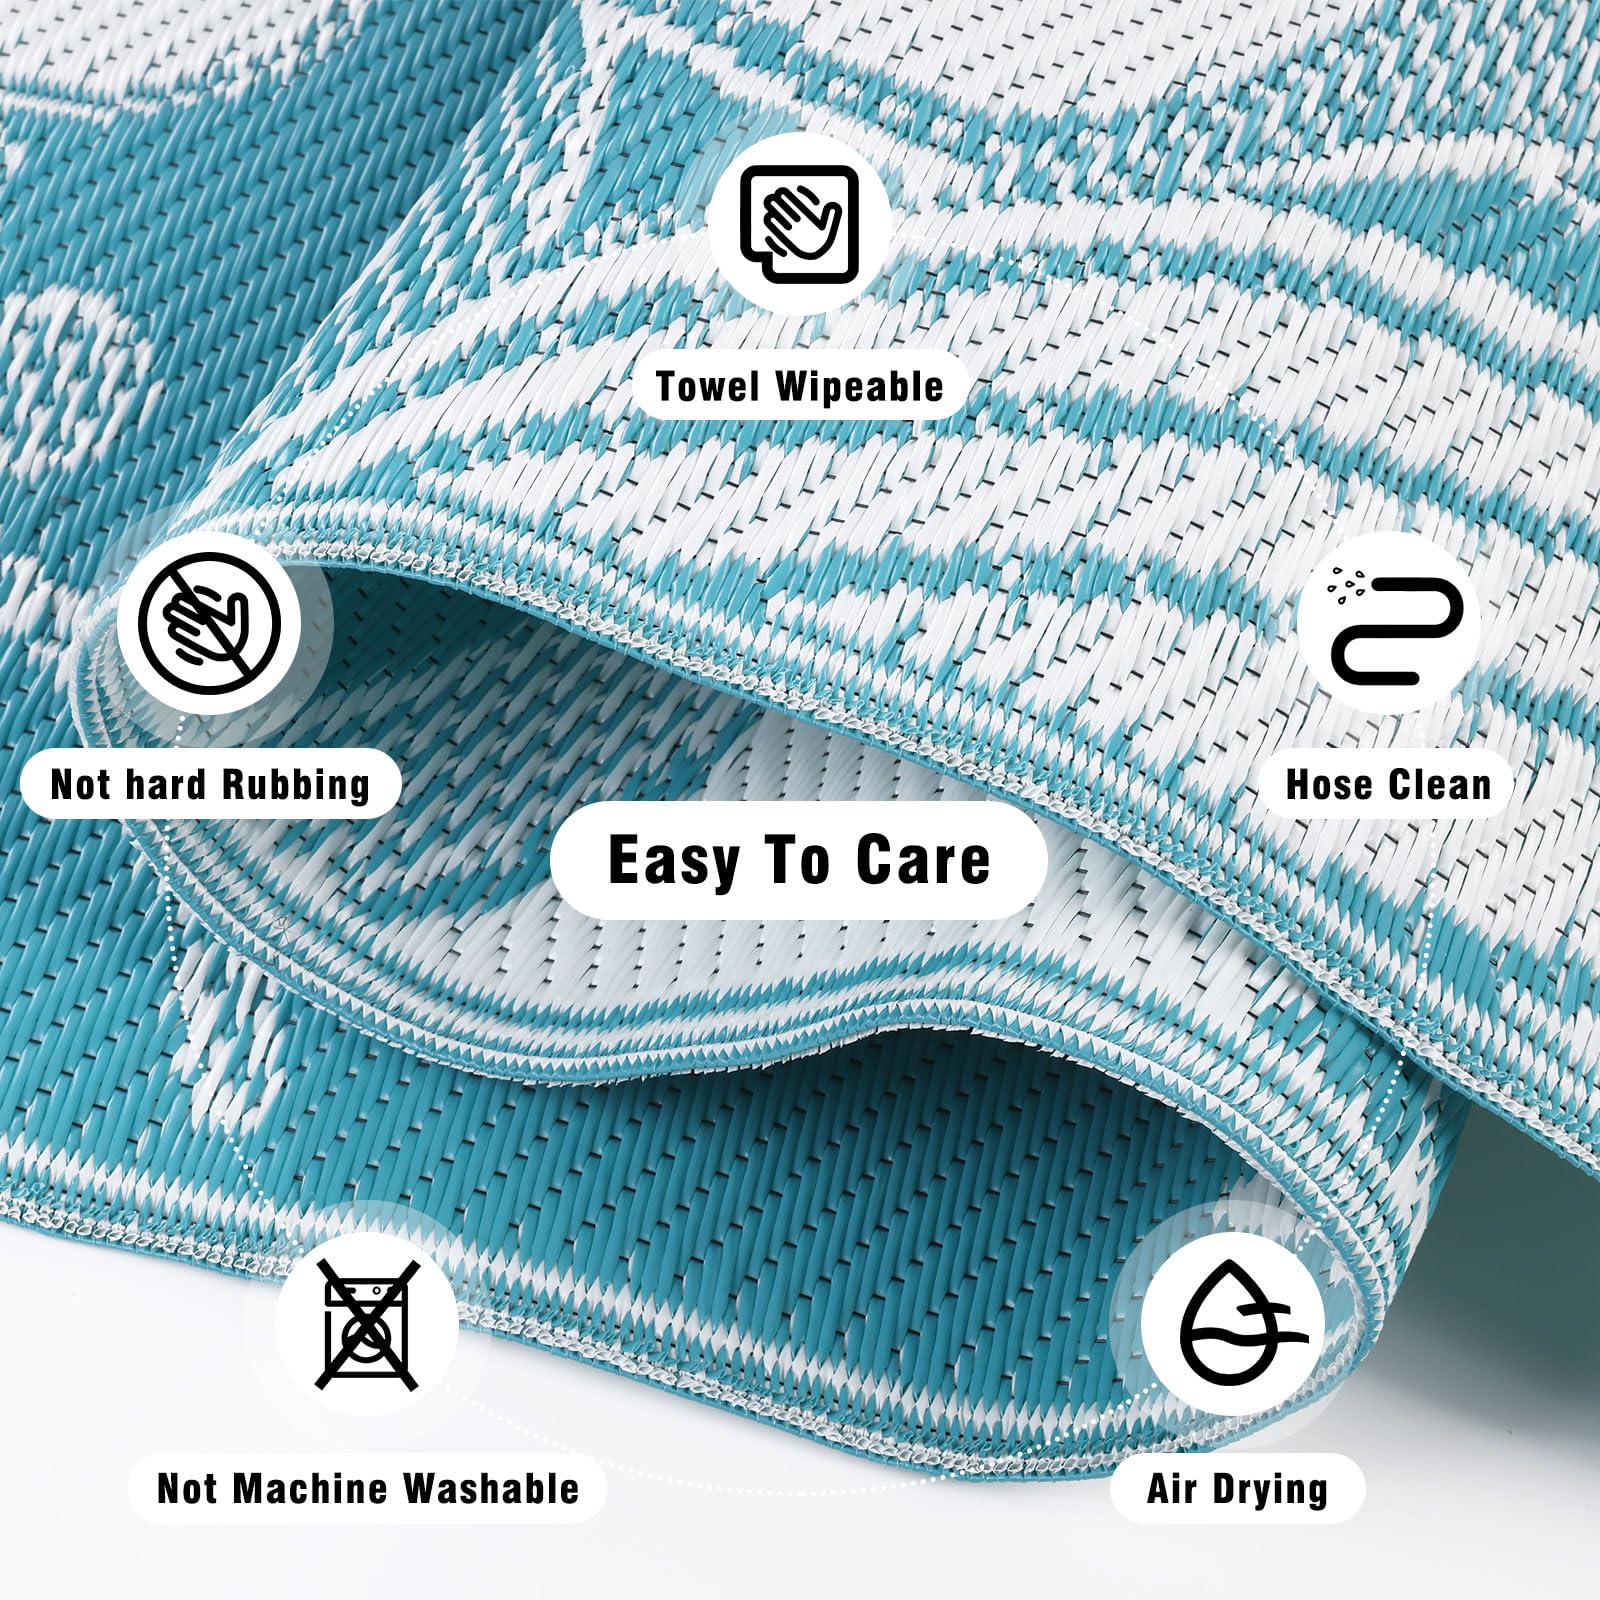 Towel Wipeable
Not hard Rubbing
Hose Clean
Easy To Care
Not Machine Washable
Air Drying